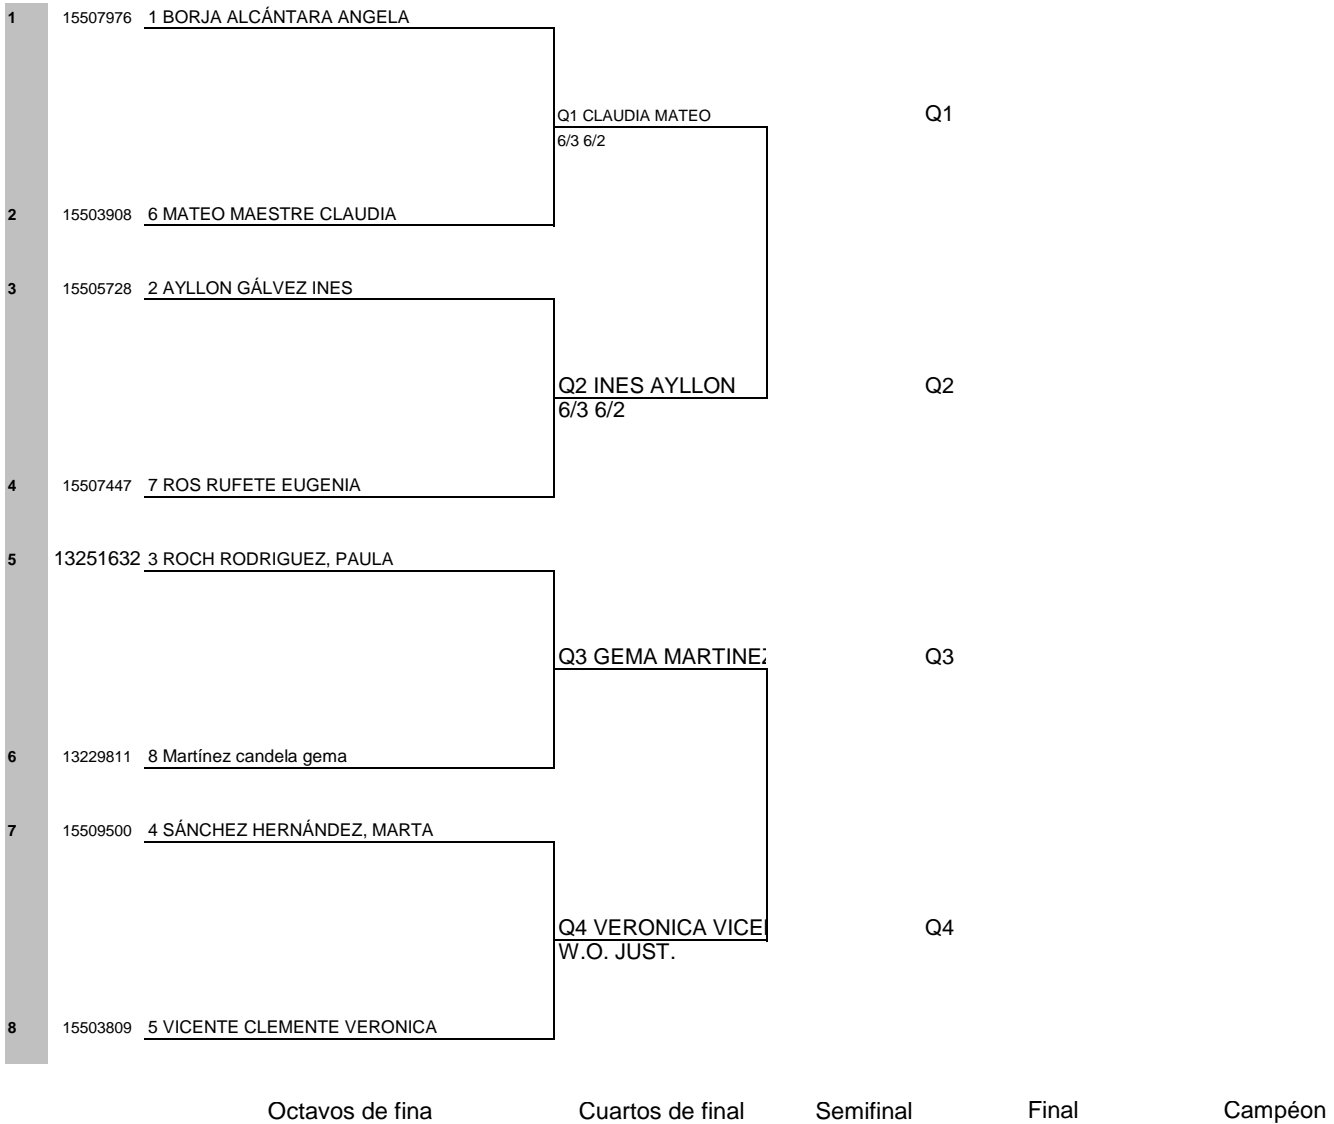 1 15507976 1 BORJA ALCÁNTARA ANGELA
Q1 CLAUDIA MATEO Q1
6/3 6/2
2 15503908 6 MATEO MAESTRE CLAUDIA
3 15505728 2 AYLLON GÁLVEZ INES
Q2 INES AYLLON Q2
6/3 6/2
4 15507447 7 ROS RUFETE EUGENIA
5 13251632 3 ROCH RODRIGUEZ, PAULA
Q3 GEMA MARTINEZ Q3
6 13229811 8 Martínez candela gema
7 15509500 4 SÁNCHEZ HERNÁNDEZ, MARTA
Q4 VERONICA VICE Q4
W.O. JUST.
8 15503809 5 VICENTE CLEMENTE VERONICA
Octavos de fina Cuartos de final Semifinal Final Campéon